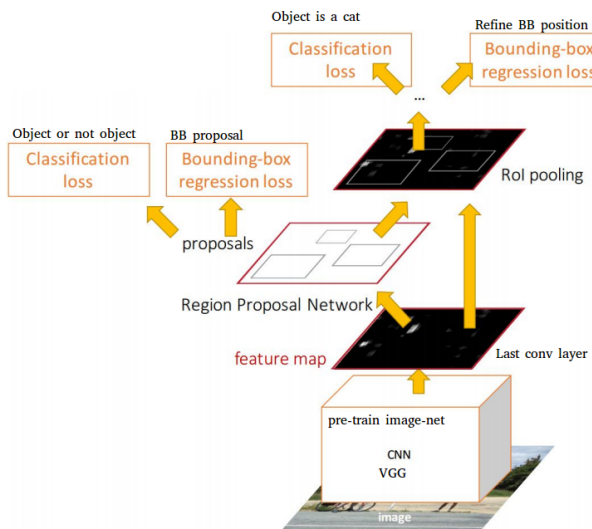 Object is a cat
Refine BB position
Classification
loss
Bounding-box
regression loss
...
Object or not object
BB proposal
Classification
loss
Bounding-box
regression loss
RoI pooling
proposals
Region Proposal Network
feature map
Last conv layer
pre-train image-net
CNN
VGG
image